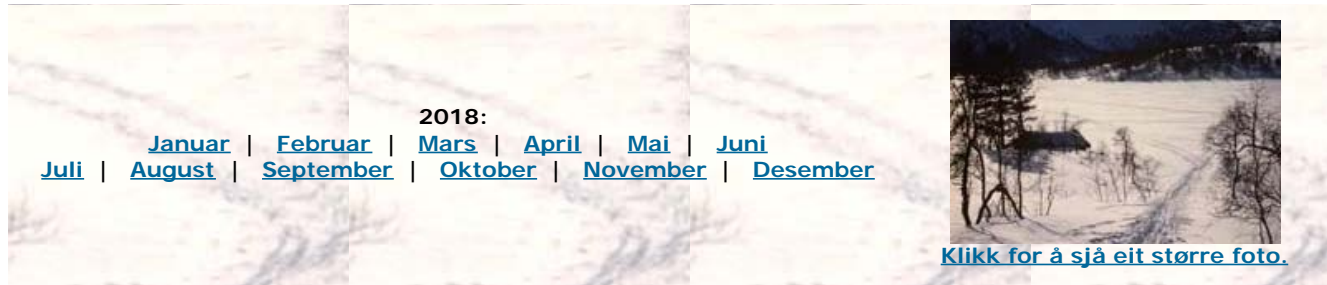 2018:
Januar | Februar | Mars | April | Mai | Juni
Juli | August | September | Oktober | November | Desember
Klikk for å sjå eit større foto.